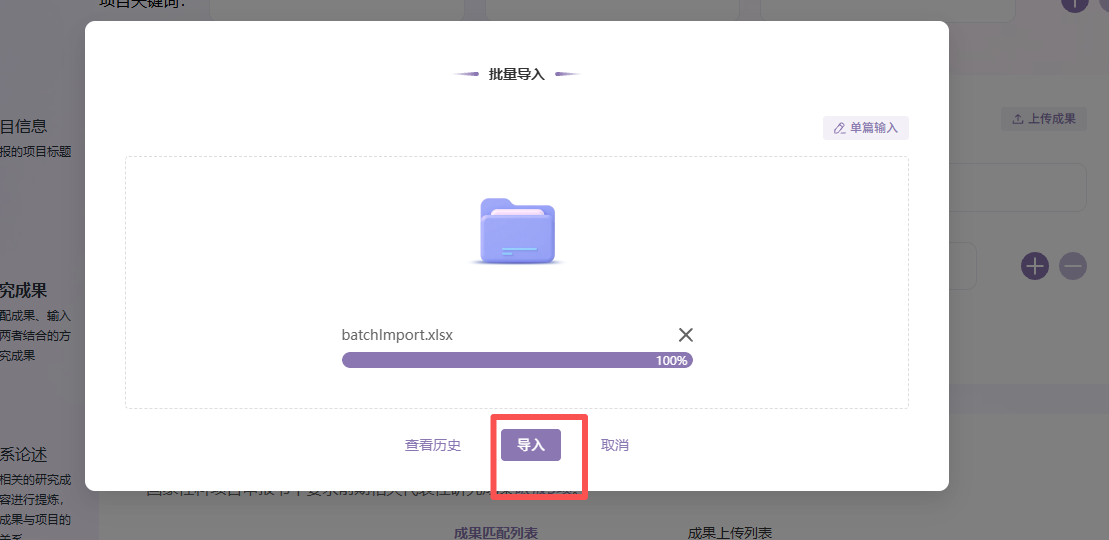 项目关键词：
批量导入
单篇输入
目信息
上传成果
报的项目标题
究成果
配成果、输入
两者结合的方
究成果
batchImport.xlsx
100%
查看历史
导入
取消
系论述
相关的研究成
容进行提炼，
成果与项目的
关系
成果匹配列表
成果上传列表